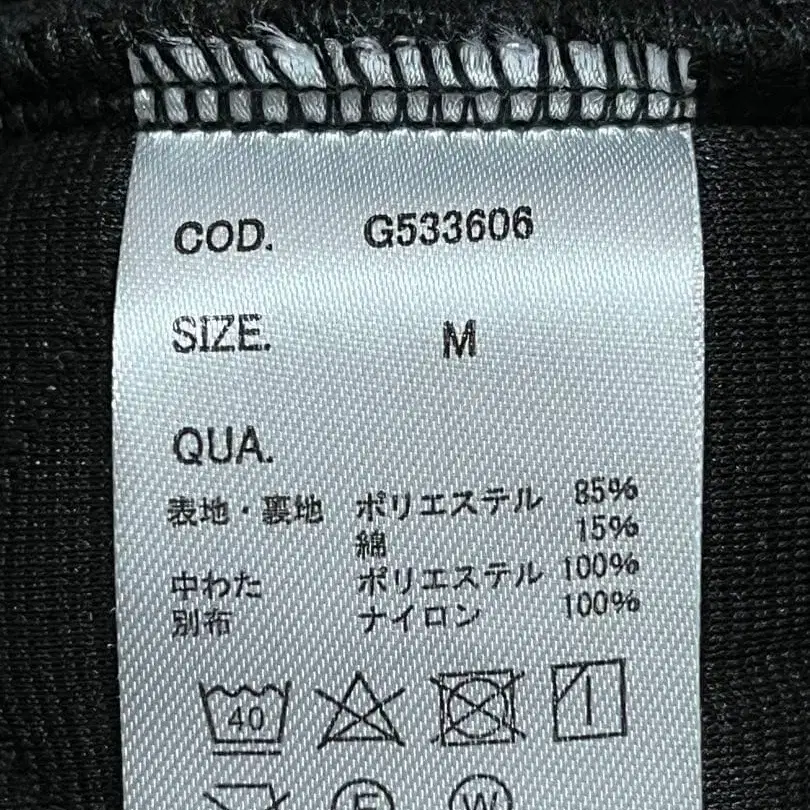 COD. G533606
SIZE. M
QUA.
表地・裏地 ポリエステル 85%
綿 15%
中わた ポリエステル 100%
別布 ナイロン 100%
40
F W